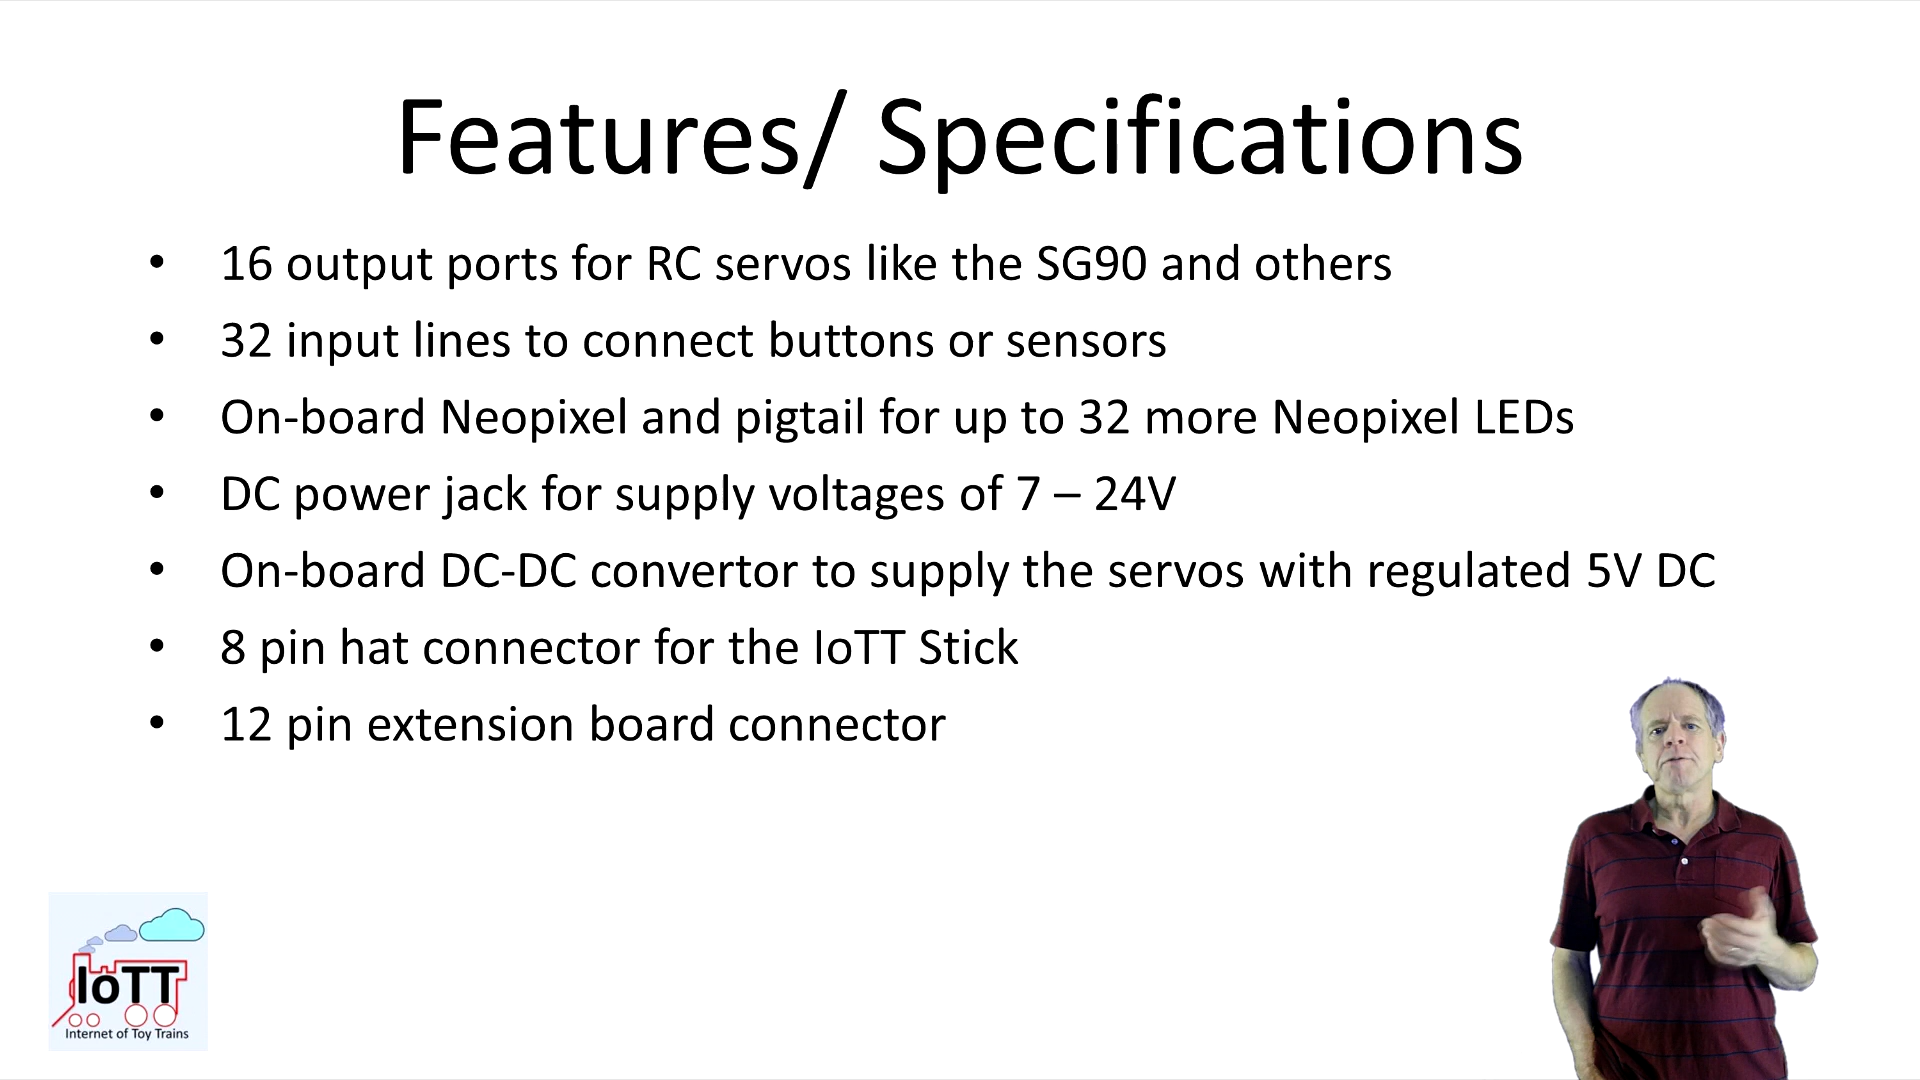 Features/ Specifications
• 16 output ports for RC servos like the SG90 and others
• 32 input lines to connect buttons or sensors
• On-board Neopixel and pigtail for up to 32 more Neopixel LEDs
• DC power jack for supply voltages of 7 – 24V
• On-board DC-DC convertor to supply the servos with regulated 5V DC
• 8 pin hat connector for the IoTT Stick
• 12 pin extension board connector
IoTT
Internet of Toy Trains